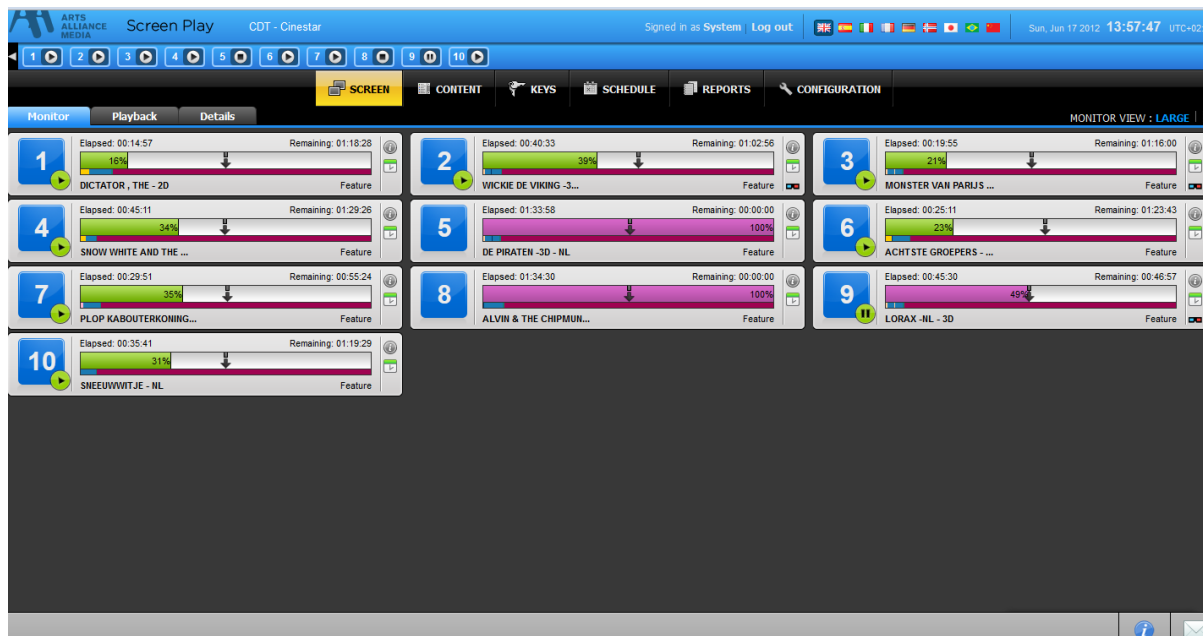 ARTS
ALLIANCE
MEDIA
Screen Play
CDT - Cinestar
Signed in as System | Log out
Sun, Jun 17 2012 13:57:47 UTC+02:
1 2 3 4 5 6 7 8 9 10
SCREEN CONTENT KEYS SCHEDULE REPORTS CONFIGURATION
Monitor Playback Details
MONITOR VIEW : LARGE |
1
Elapsed: 00:14:57 Remaining: 01:18:28
16%
DICTATOR , THE - 2D Feature
2
Elapsed: 00:40:33 Remaining: 01:02:56
39%
WICKIE DE VIKING -3... Feature
3
Elapsed: 00:19:55 Remaining: 01:16:00
21%
MONSTER VAN PARIJS ... Feature
4
Elapsed: 00:45:11 Remaining: 01:29:26
34%
SNOW WHITE AND THE ... Feature
5
Elapsed: 01:33:58 Remaining: 00:00:00
100%
DE PIRATEN -3D - NL Feature
6
Elapsed: 00:25:11 Remaining: 01:23:43
23%
ACHTSTE GROEPERS - ... Feature
7
Elapsed: 00:29:51 Remaining: 00:55:24
35%
PLOP KABOUTERKONING... Feature
8
Elapsed: 01:34:30 Remaining: 00:00:00
100%
ALVIN & THE CHIPMUN... Feature
9
Elapsed: 00:45:30 Remaining: 00:46:57
49%
LORAX -NL - 3D Feature
10
Elapsed: 00:35:41 Remaining: 01:19:29
31%
SNEEUWWITJE - NL Feature